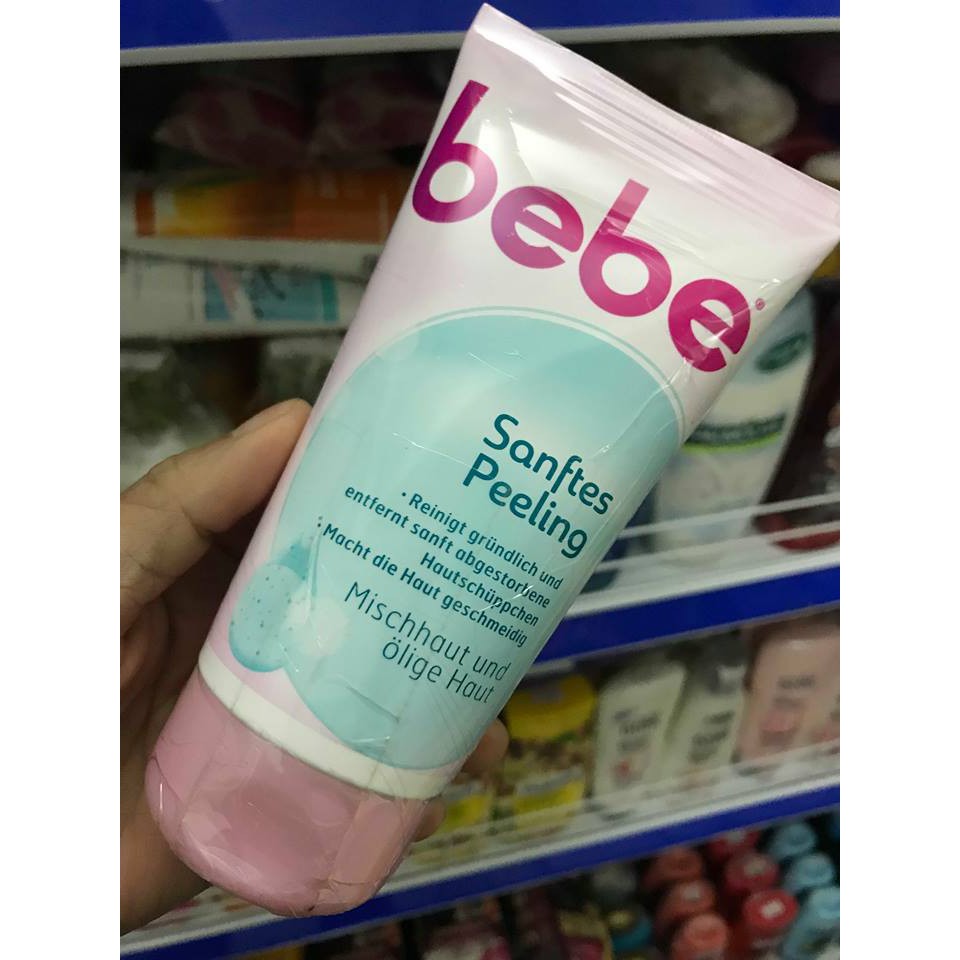 bebe®
Sanftes
Peeling
• Reinigt gründlich und
entfernt sanft abgestorbene
Hautschüppchen
• Macht die Haut geschmeidig
Mischhaut und
ölige Haut